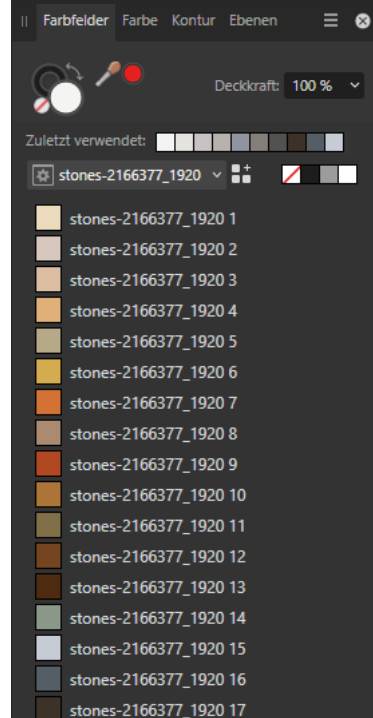 Farbfelder Farbe Kontur Ebenen
Deckkraft: 100 %
Zuletzt verwendet:
stones-2166377_1920
stones-2166377_1920 1
stones-2166377_1920 2
stones-2166377_1920 3
stones-2166377_1920 4
stones-2166377_1920 5
stones-2166377_1920 6
stones-2166377_1920 7
stones-2166377_1920 8
stones-2166377_1920 9
stones-2166377_1920 10
stones-2166377_1920 11
stones-2166377_1920 12
stones-2166377_1920 13
stones-2166377_1920 14
stones-2166377_1920 15
stones-2166377_1920 16
stones-2166377_1920 17